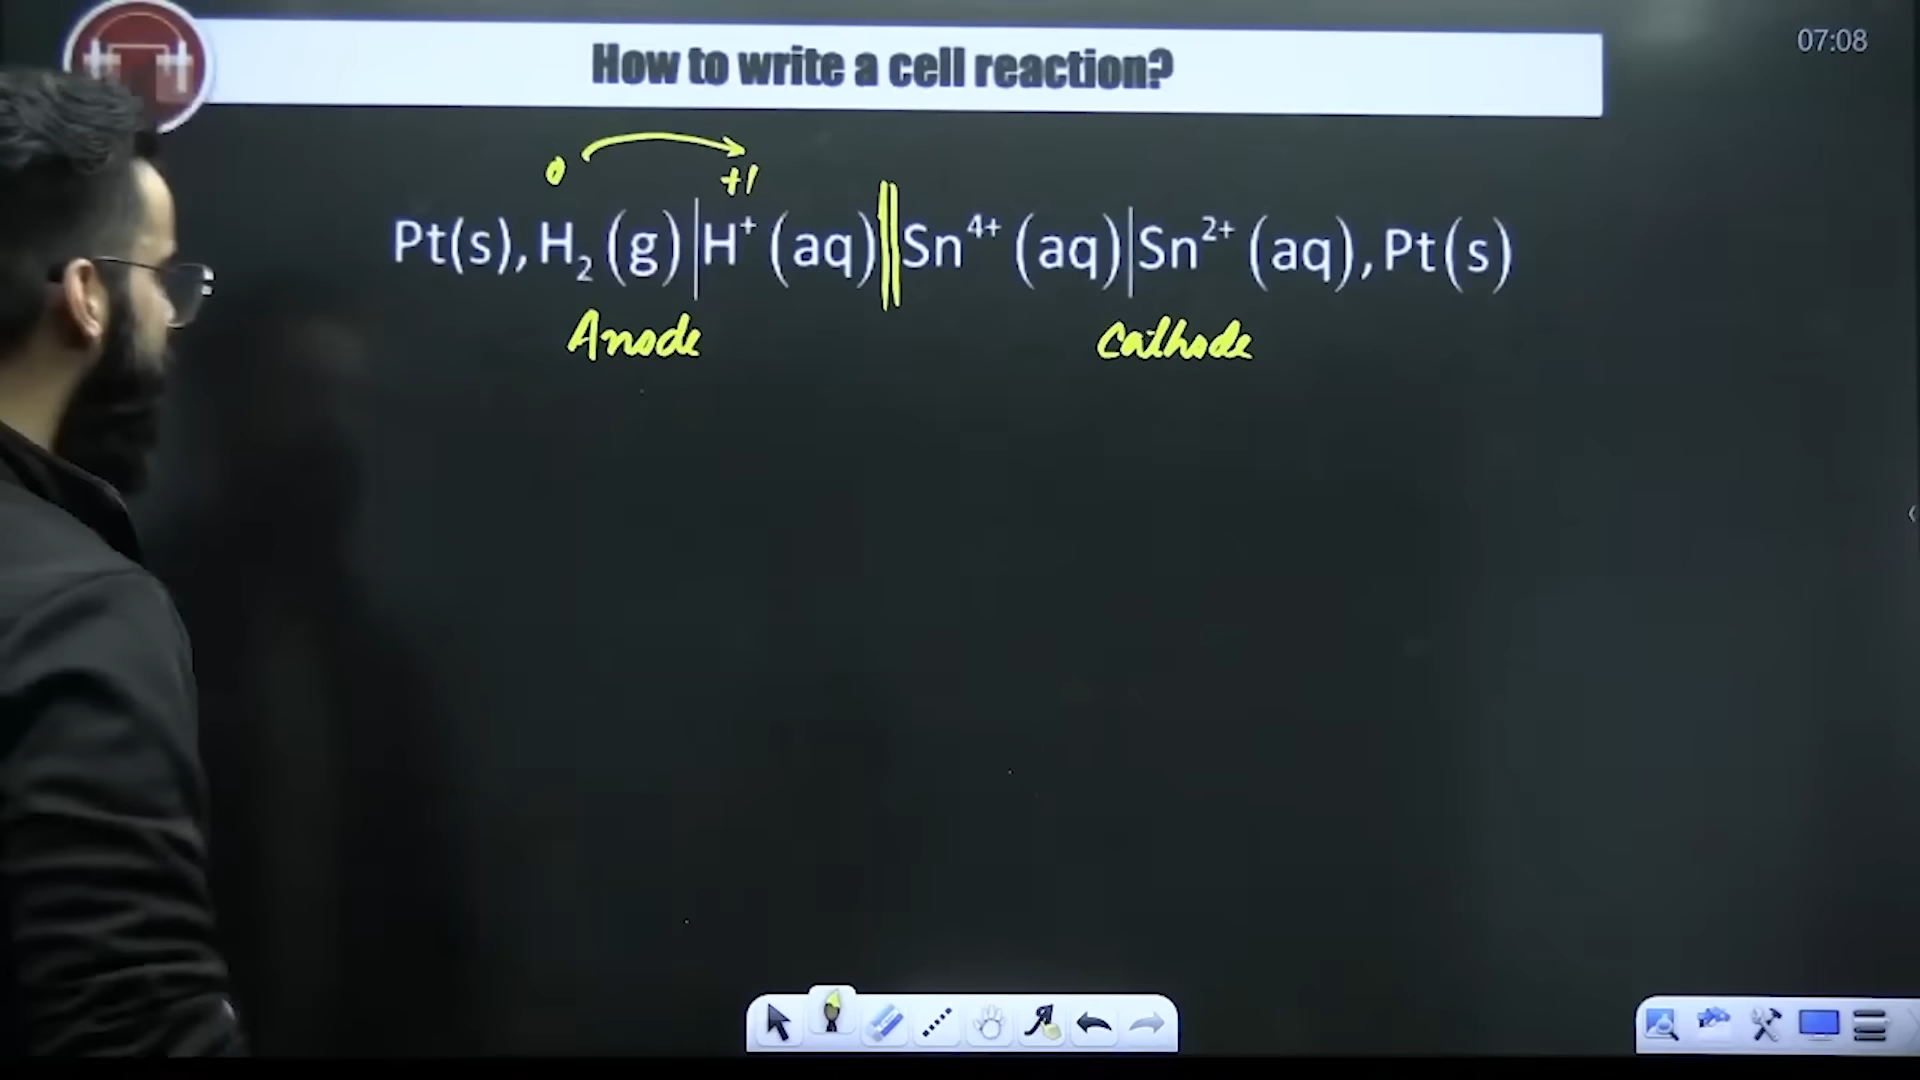 07:08
How to write a cell reaction?
0 +1
Pt(s), H₂(g)|H⁺(aq)||Sn⁴⁺(aq)|Sn²⁺(aq), Pt(s)
Anode Cathode